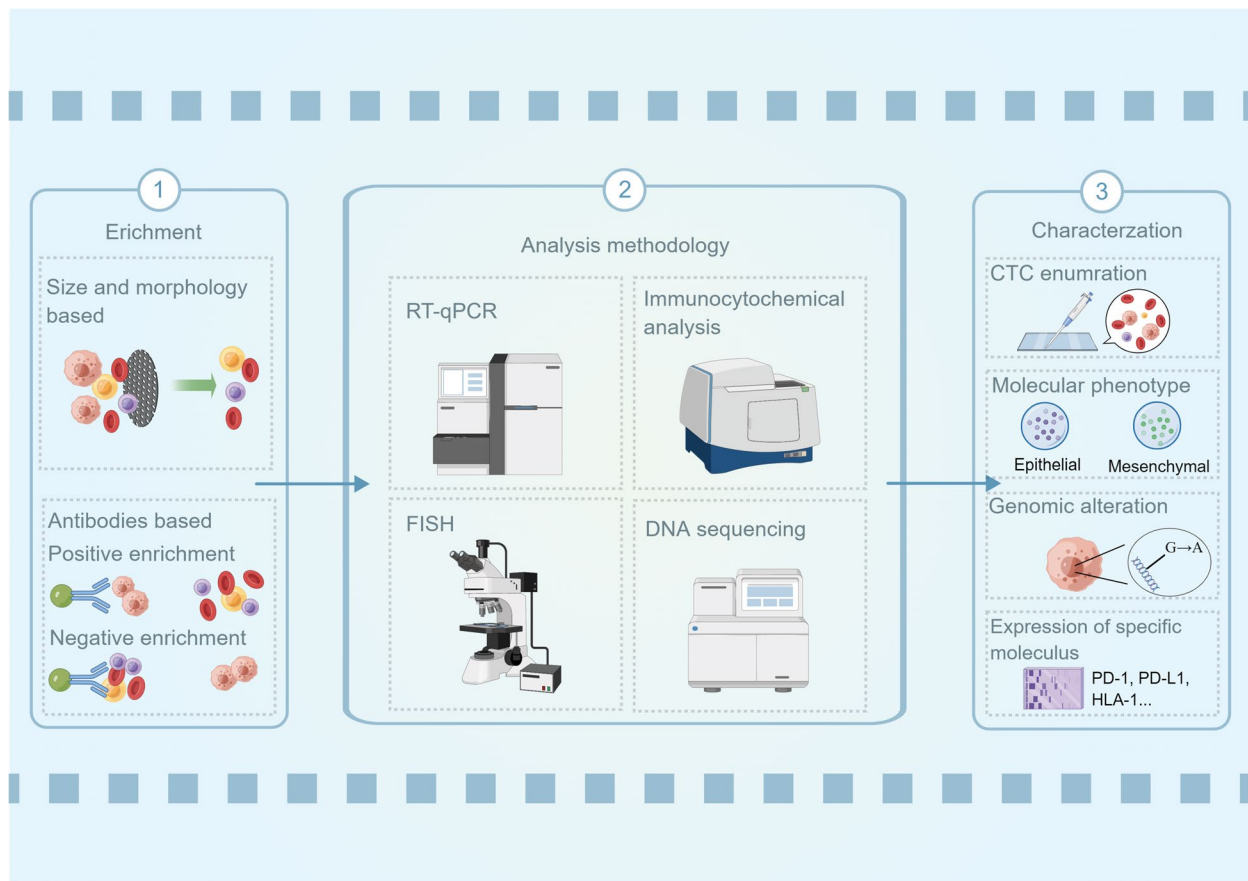 1
Erichment
Size and morphology
based
Antibodies based
Positive enrichment
Negative enrichment
2
Analysis methodology
RT-qPCR
Immunocytochemical
analysis
FISH
DNA sequencing
3
Characterzation
CTC enumration
Molecular phenotype
Epithelial
Mesenchymal
Genomic alteration
G→A
Expression of specific
moleculus
PD-1, PD-L1,
HLA-1...